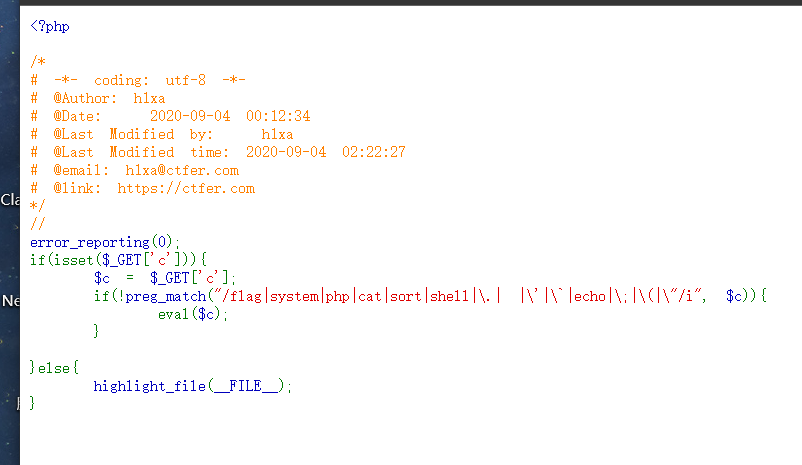 <?php
/*
# -*- coding: utf-8 -*-
# @Author: h1xa
# @Date:   2020-09-04 00:12:34
# @Last Modified by:   h1xa
# @Last Modified time: 2020-09-04 02:22:27
# @email: h1xa@ctfer.com
# @link: https://ctfer.com
*/
//
error_reporting(0);
if(isset($_GET['c'])){
    $c = $_GET['c'];
    if(!preg_match("/flag|system|php|cat|sort|shell|\.| |\'|\`|echo|\;|\(|\"/i", $c)){
        eval($c);
    }
}else{
    highlight_file(__FILE__);
}
Cla
Ne